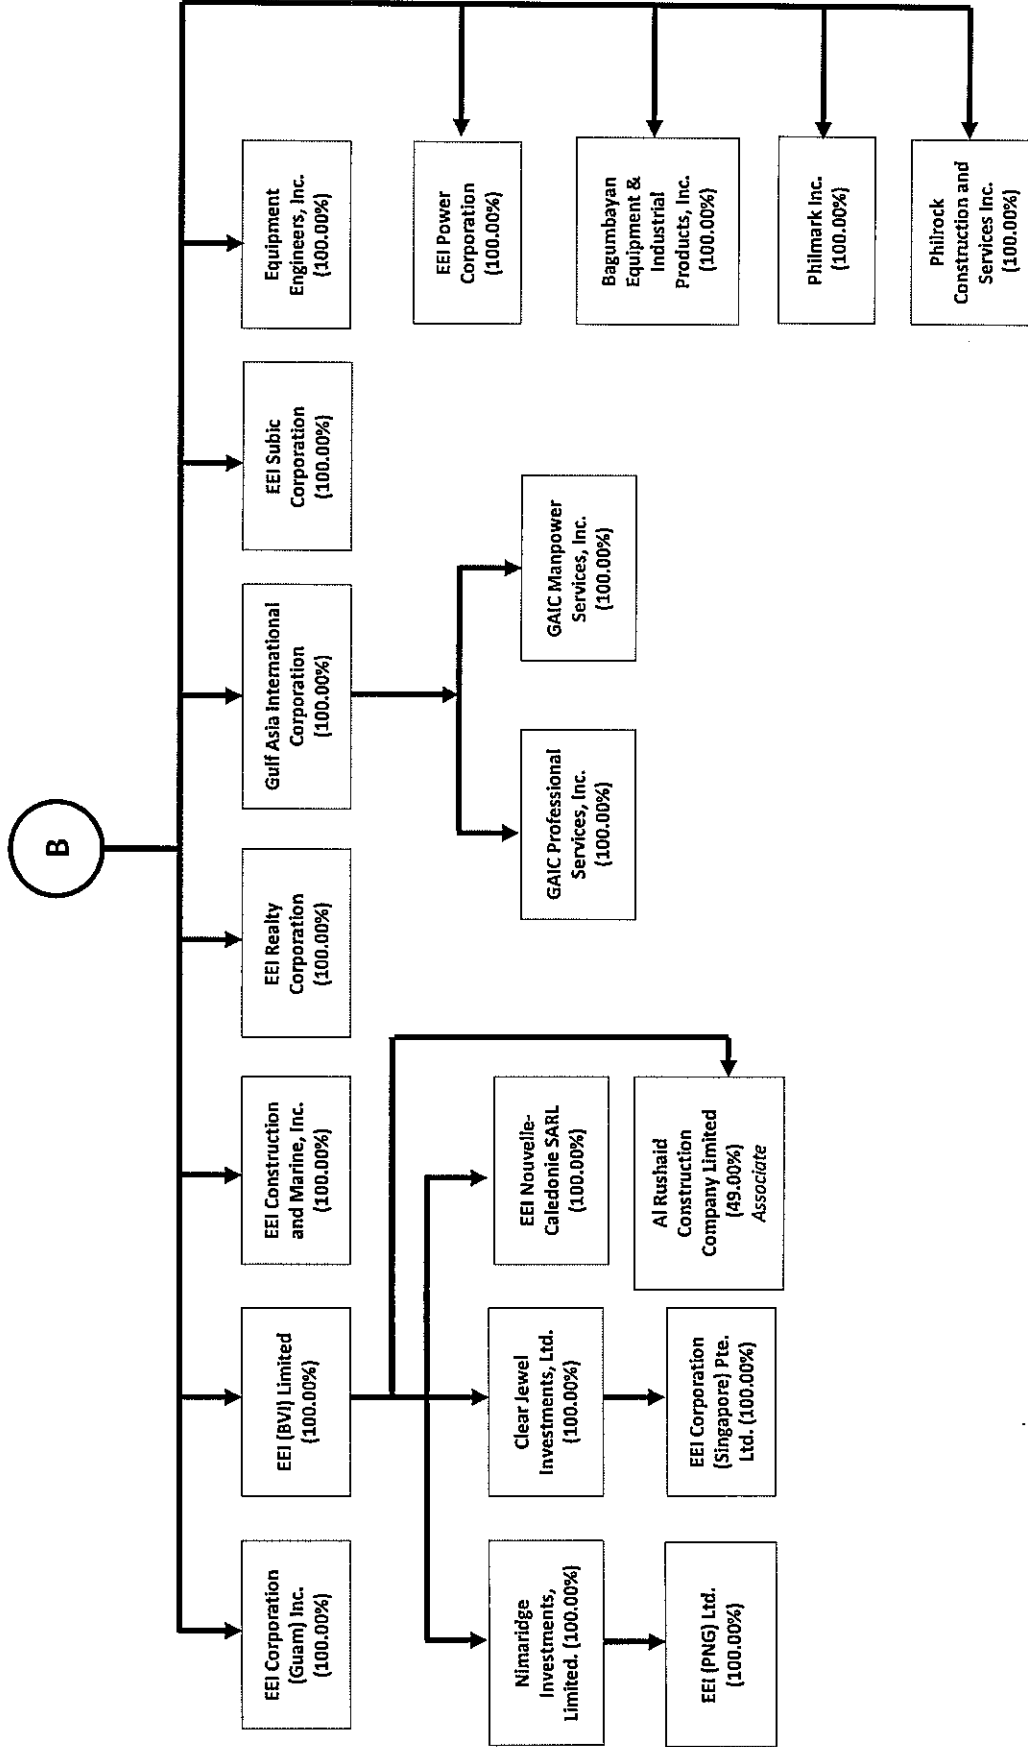 B
EEI Corporation
(Guam) Inc.
(100.00%)
EEI (BVI) Limited
(100.00%)
EEI Construction
and Marine, Inc.
(100.00%)
EEI Realty
Corporation
(100.00%)
Gulf Asia International
Corporation
(100.00%)
EEI Subic
Corporation
(100.00%)
Equipment
Engineers, Inc.
(100.00%)
EEI Power
Corporation
(100.00%)
Nimaridge
Investments,
Limited. (100.00%)
Clear Jewel
Investments, Ltd.
(100.00%)
EEI Nouvelle-
Caledonie SARL
(100.00%)
GAIC Professional
Services, Inc.
(100.00%)
GAIC Manpower
Services, Inc.
(100.00%)
Bagumbayan
Equipment &
Industrial
Products, Inc.
(100.00%)
EEI (PNG) Ltd.
(100.00%)
EEI Corporation
(Singapore) Pte.
Ltd. (100.00%)
Al Rushaid
Construction
Company Limited
(49.00%)
Associate
Philmark Inc.
(100.00%)
Philrock
Construction and
Services Inc.
(100.00%)